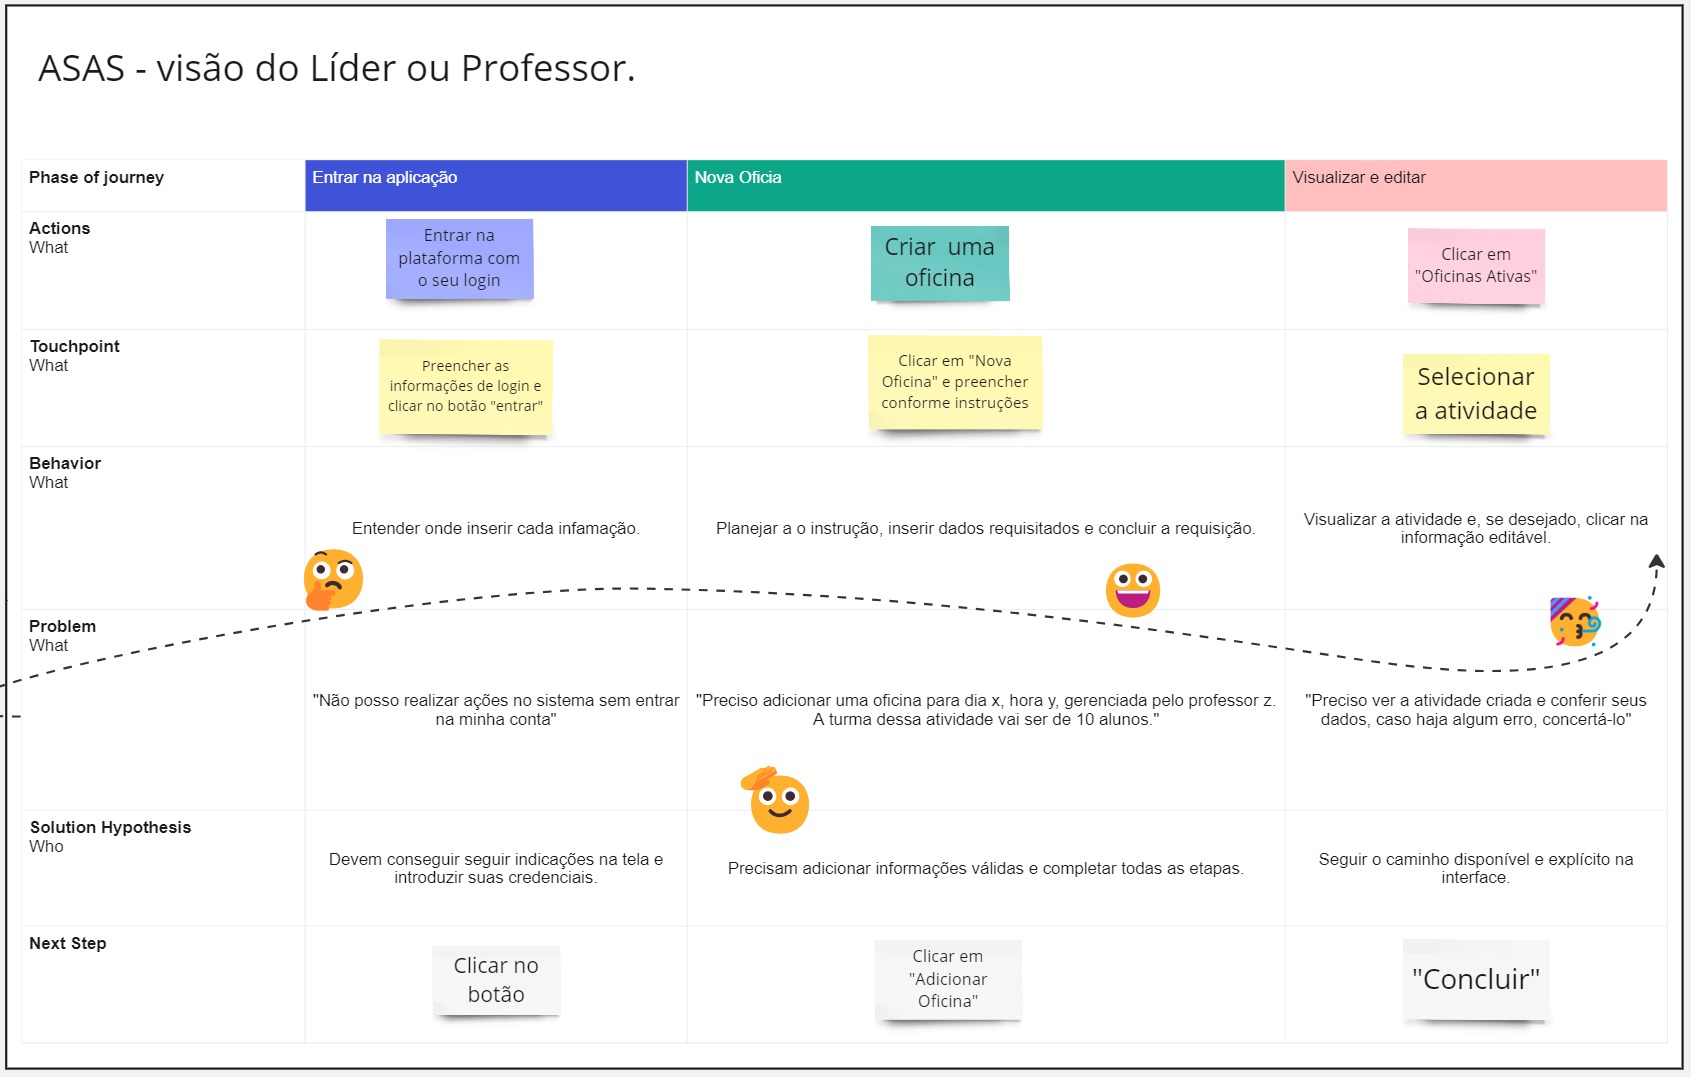 ASAS - visão do Líder ou Professor.
Phase of journey
Entrar na aplicação
Nova Oficia
Visualizar e editar
Actions
What
Entrar na
plataforma com
o seu login
Criar uma
oficina
Clicar em
"Oficinas Ativas"
Touchpoint
What
Preencher as
informações de login e
clicar no botão "entrar"
Clicar em "Nova
Oficina" e preencher
conforme instruções
Selecionar
a atividade
Behavior
What
Entender onde inserir cada infamação.
Planejar a o instrução, inserir dados requisitados e concluir a requisição.
Visualizar a atividade e, se desejado, clicar na
informação editável.
Problem
What
"Não posso realizar ações no sistema sem entrar
na minha conta"
"Preciso adicionar uma oficina para dia x, hora y, gerenciada pelo professor z.
A turma dessa atividade vai ser de 10 alunos."
"Preciso ver a atividade criada e conferir seus
dados, caso haja algum erro, concertá-lo"
Solution Hypothesis
Who
Devem conseguir seguir indicações na tela e
introduzir suas credenciais.
Precisam adicionar informações válidas e completar todas as etapas.
Seguir o caminho disponível e explícito na
interface.
Next Step
Clicar no
botão
Clicar em
"Adicionar
Oficina"
"Concluir"